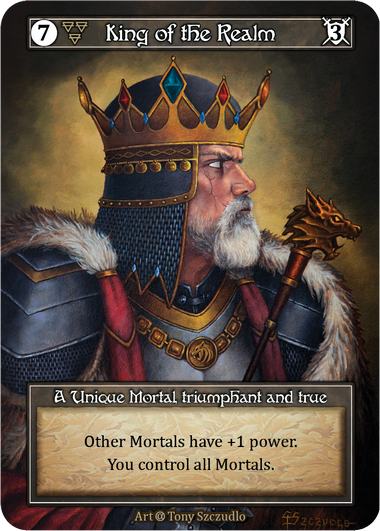 7 King of the Realm 3
A Unique Mortal, triumphant and true
Other Mortals have +1 power.
You control all Mortals.
Art @ Tony Szczudlo
SZCZUDLO